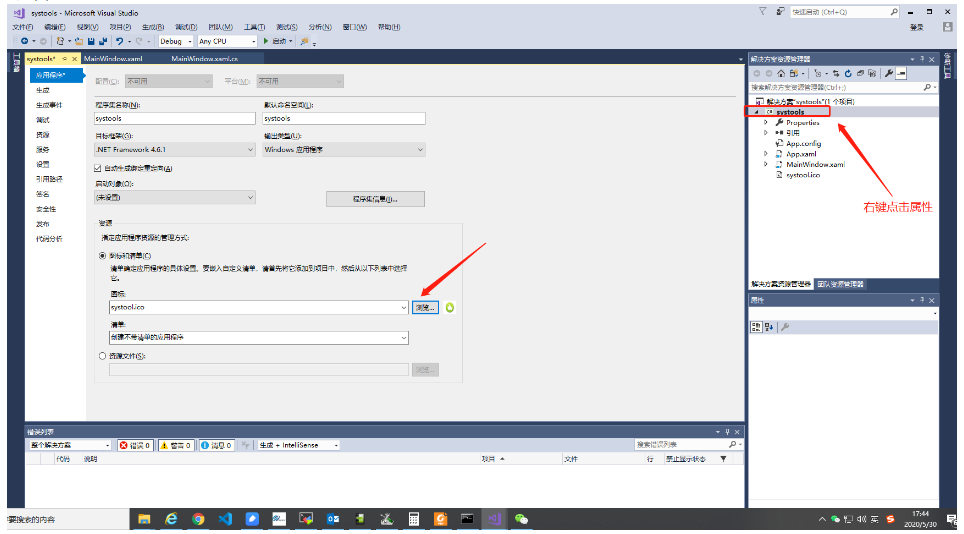 systools - Microsoft Visual Studio
快速启动 (Ctrl+Q)
文件(F) 编辑(E) 视图(V) 项目(P) 生成(B) 调试(D) 团队(M) 工具(T) 测试(S) 分析(N) 窗口(W) 帮助(H)
登录
Debug Any CPU 启动
systools* MainWindow.xaml MainWindow.xaml.cs
应用程序*
生成
生成事件
调试
资源
服务
设置
引用路径
签名
安全性
发布
代码分析
配置(C): 不可用 平台(M): 不可用
程序集名称(N): 默认命名空间(L):
systools systools
目标框架(G): 输出类型(U):
.NET Framework 4.6.1 Windows 应用程序
自动生成绑定重定向(A)
启动对象(O):
(未设置) 程序集信息(I)...
资源
指定应用程序资源的管理方式:
图标和清单(C)
清单确定应用程序的具体设置。要嵌入自定义清单，请首先将它添加到项目中，然后从以下列表中选择
它。
图标:
systool.ico 浏览...
清单:
创建不带清单的应用程序
资源文件(S):
浏览...
解决方案资源管理器
搜索解决方案资源管理器(Ctrl+;)
解决方案"systools"(1 个项目)
systools
Properties
引用
App.config
App.xaml
MainWindow.xaml
systool.ico
右键点击属性
解决方案资源管理器 团队资源管理器
属性
错误列表
整个解决方案 错误 0 警告 0 消息 0 生成 + IntelliSense 搜索错误列表
代码 说明 项目 文件 行 禁止显示状态
要搜索的内容
英
17:44
2020/5/30